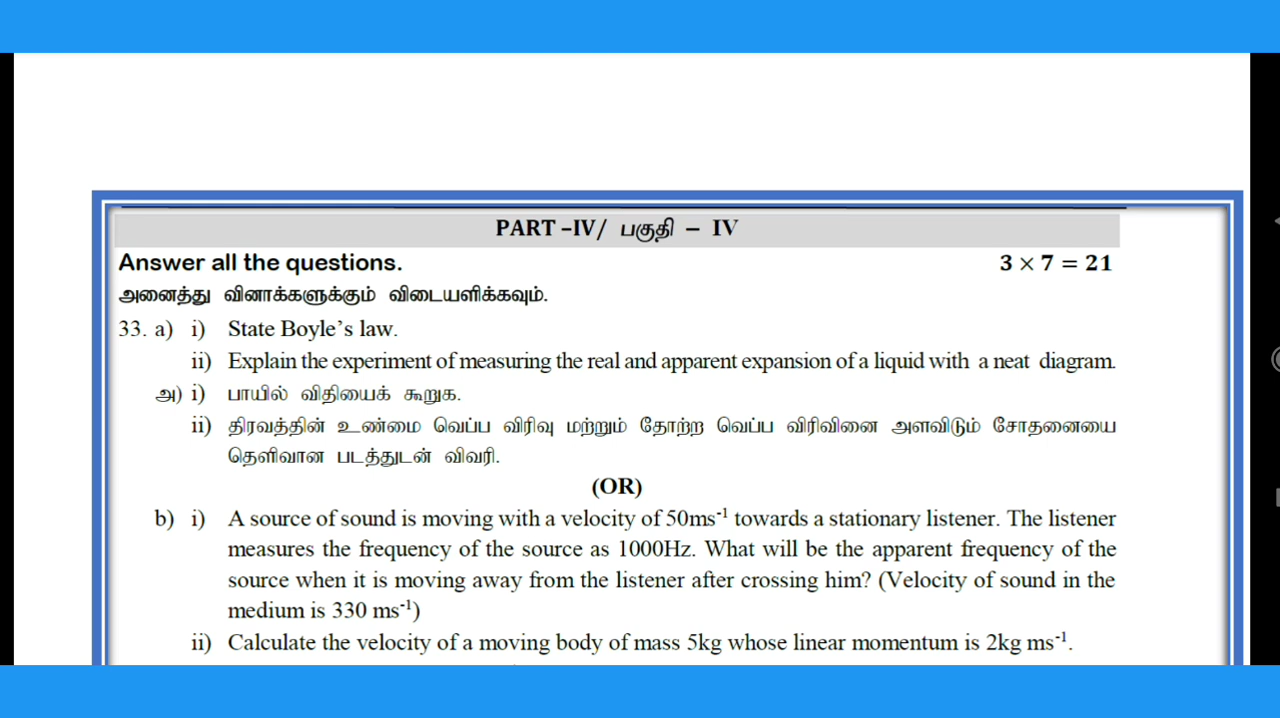 PART –IV/ பகுதி – IV
Answer all the questions. 3 × 7 = 21
அனைத்து வினாக்களுக்கும் விடையளிக்கவும்.
33. a) i) State Boyle’s law.
ii) Explain the experiment of measuring the real and apparent expansion of a liquid with a neat diagram.
அ) i) பாயில் விதியைக் கூறுக.
ii) திரவத்தின் உண்மை வெப்ப விரிவு மற்றும் தோற்ற வெப்ப விரிவினை அளவிடும் சோதனையை
தெளிவான படத்துடன் விவரி.
(OR)
b) i) A source of sound is moving with a velocity of 50ms⁻¹ towards a stationary listener. The listener
measures the frequency of the source as 1000Hz. What will be the apparent frequency of the
source when it is moving away from the listener after crossing him? (Velocity of sound in the
medium is 330 ms⁻¹)
ii) Calculate the velocity of a moving body of mass 5kg whose linear momentum is 2kg ms⁻¹.